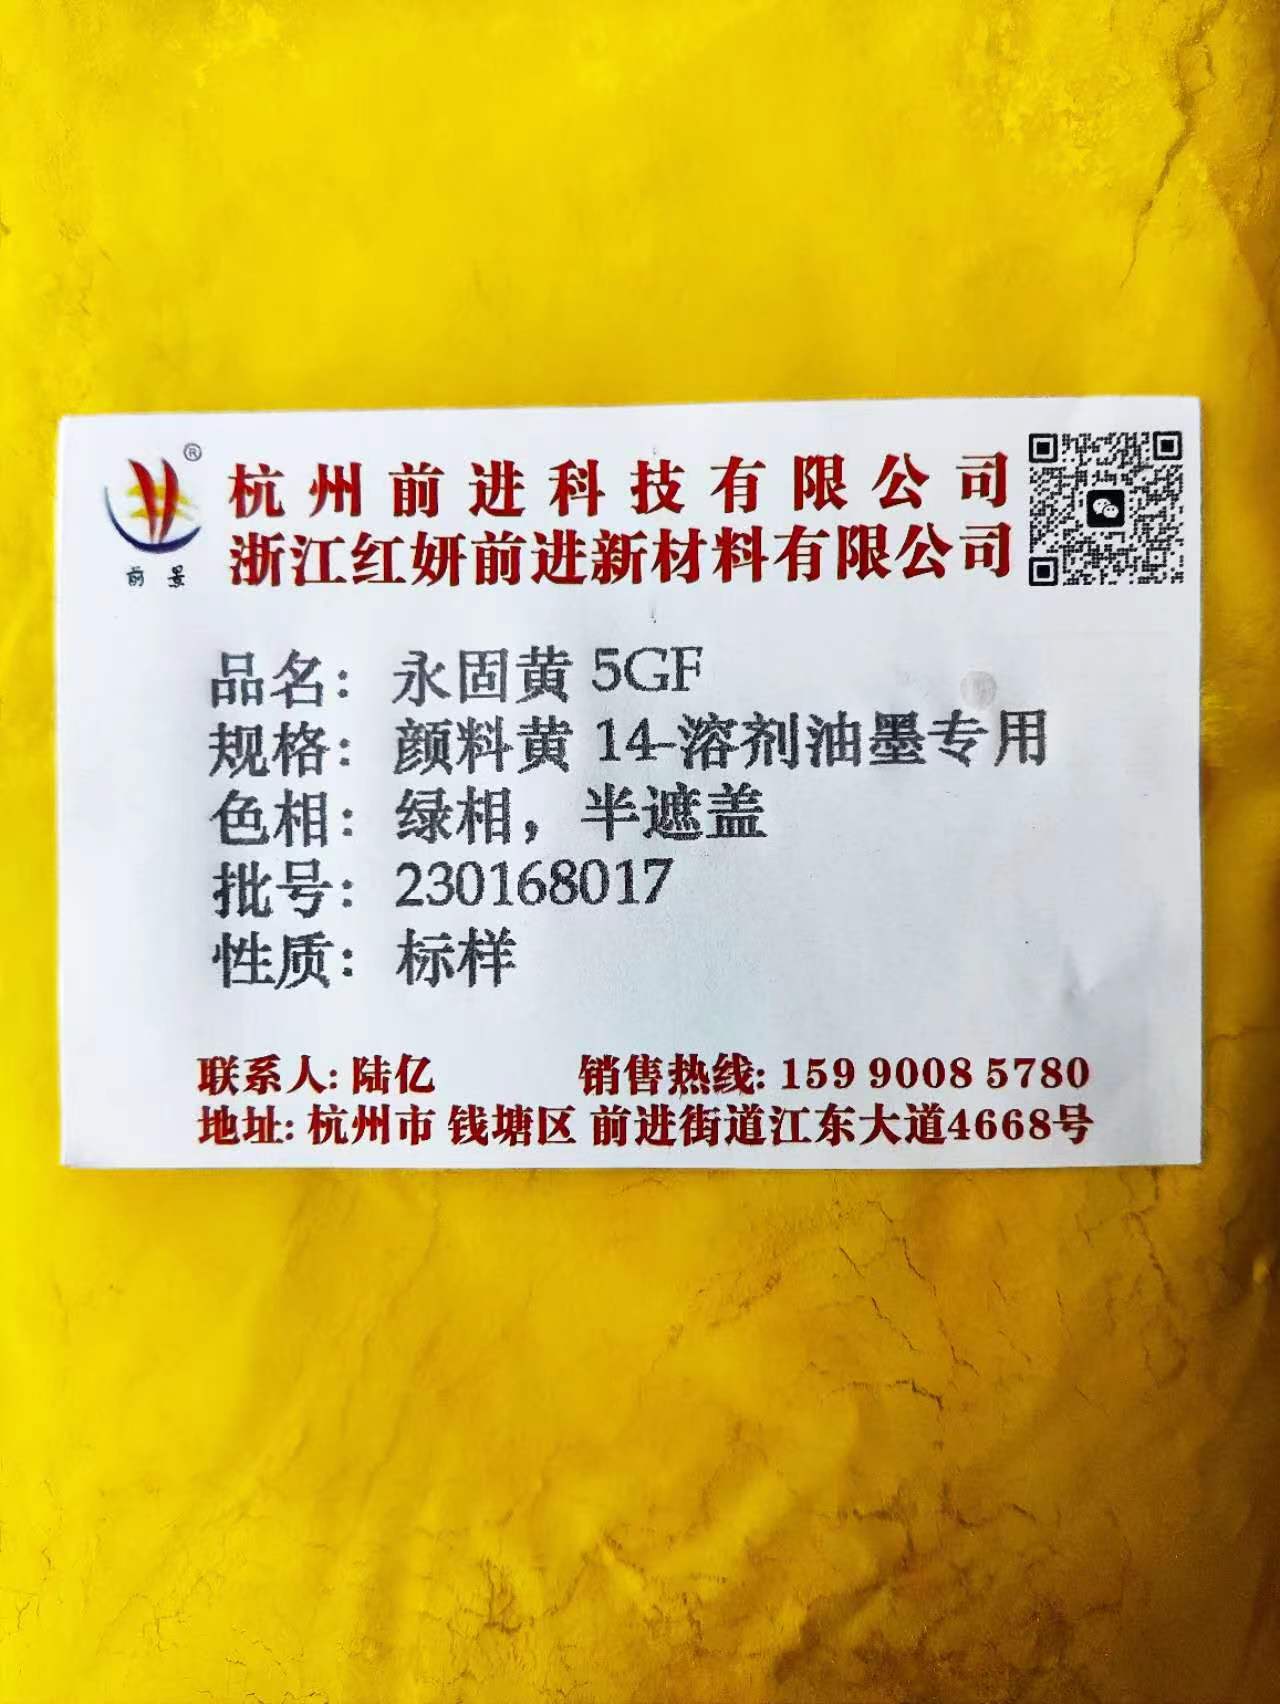 ®
前景
杭州前进科技有限公司
浙江红妍前进新材料有限公司
品名：永固黄 5GF
规格：颜料黄 14-溶剂油墨专用
色相：绿相，半遮盖
批号：230168017
性质：标样
联系人: 陆亿 销售热线: 159 9008 5780
地址: 杭州市 钱塘区 前进街道江东大道4668号